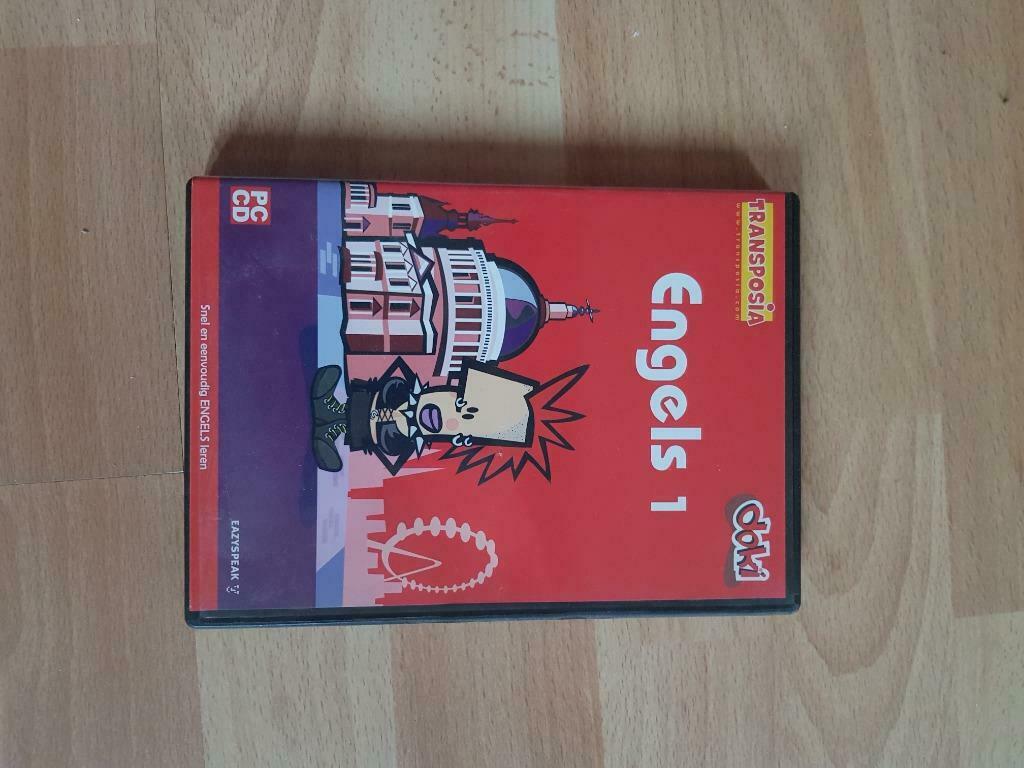 TRANSPOSIA
www.transposia.com
doki
Engels 1
PC
CD
EAZYSPEAK
Snel en eenvoudig ENGELS leren